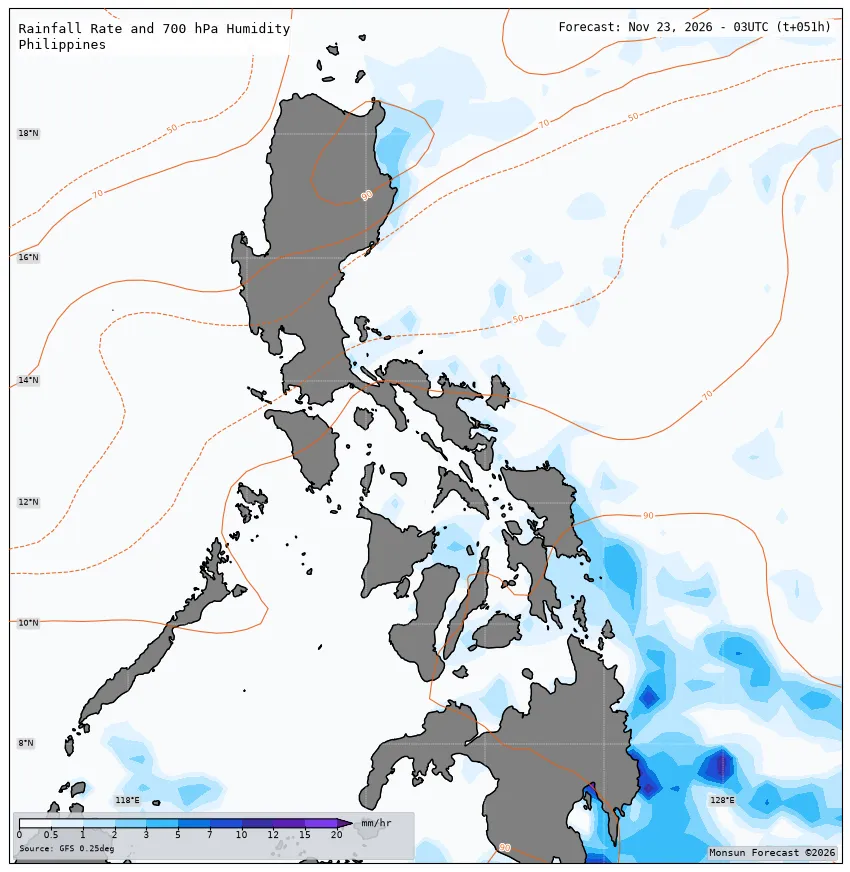 Rainfall Rate and 700 hPa Humidity
Philippines
Forecast: Nov 23, 2026 - 03UTC (t+051h)
50
70
50
18°N
70
90
16°N
50
14°N
70
12°N
90
10°N
8°N
118°E
128°E
0 0.5 1 2 3 5 7 10 12 15 20 mm/hr
Source: GFS 0.25deg
90
Monsun Forecast ©2026